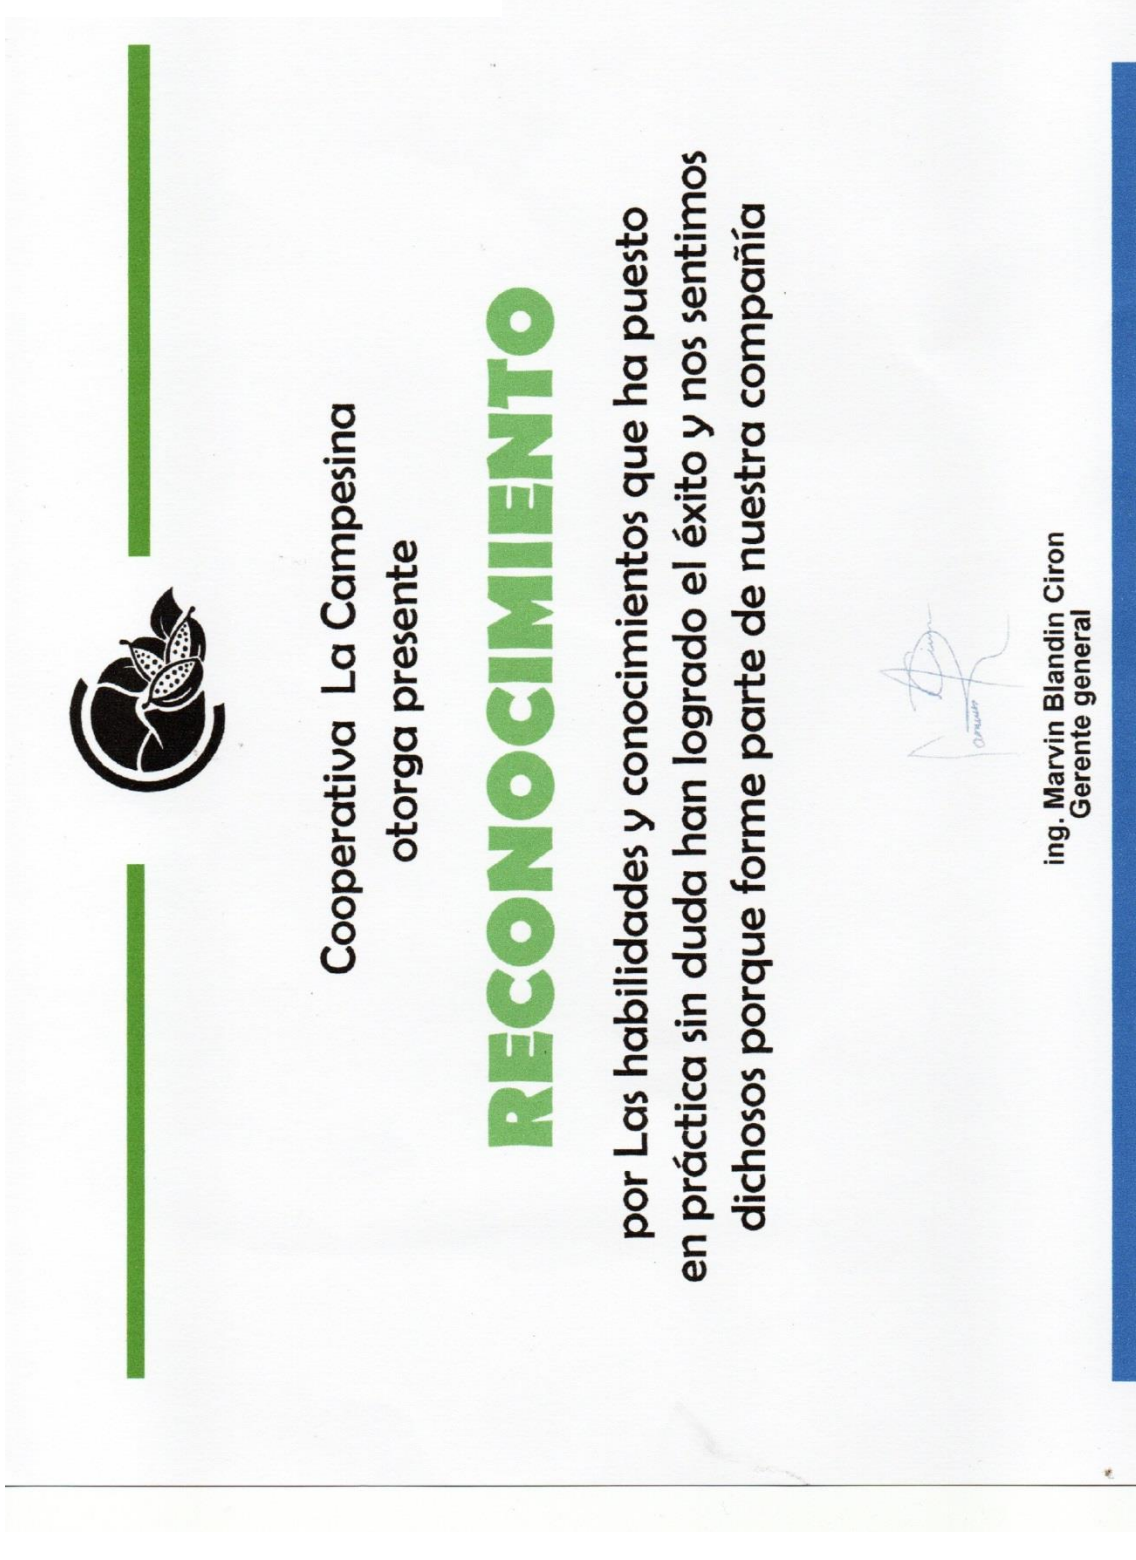 Cooperativa La Campesina
otorga presente
RECONOCIMIENTO
por Las habilidades y conocimientos que ha puesto
en práctica sin duda han logrado el éxito y nos sentimos
dichosos porque forme parte de nuestra compañía
ing. Marvin Blandin Ciron
Gerente general